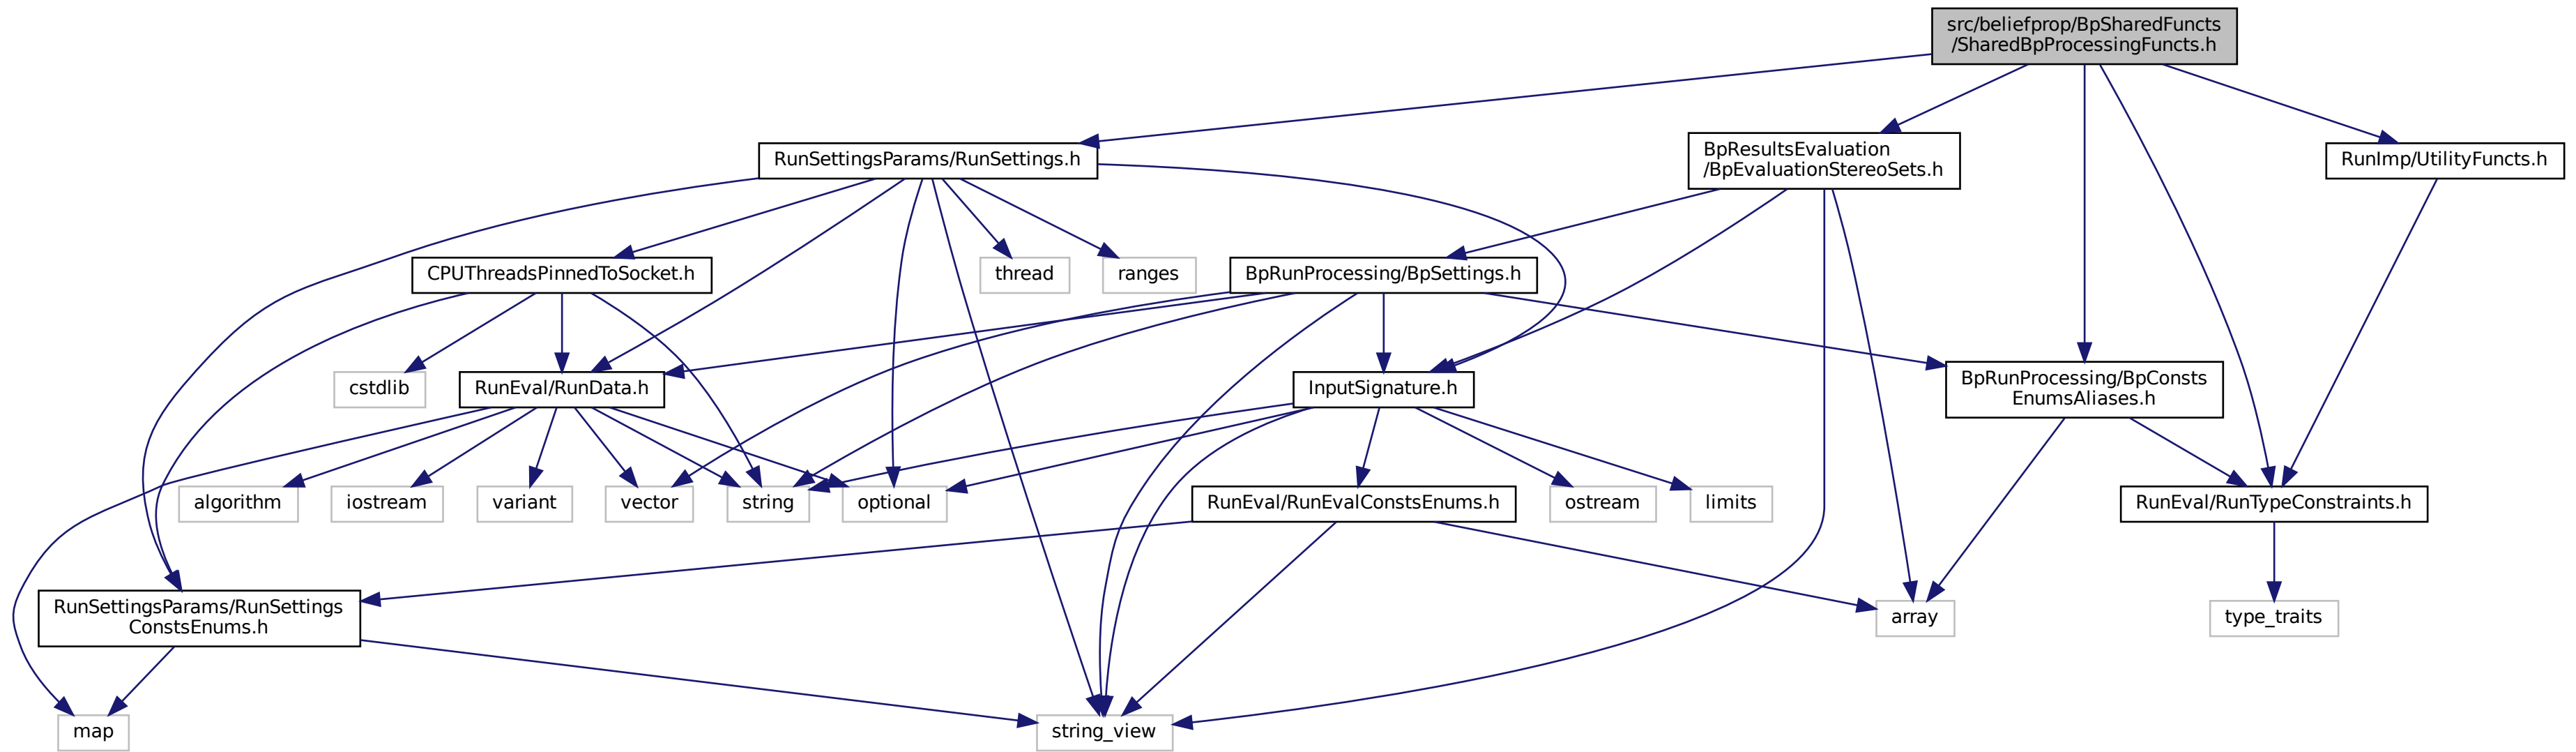 src/beliefprop/BpSharedFuncts
/SharedBpProcessingFuncts.h
RunSettingsParams/RunSettings.h
BpResultsEvaluation
/BpEvaluationStereoSets.h
RunImp/UtilityFuncts.h
CPUThreadsPinnedToSocket.h
thread
ranges
BpRunProcessing/BpSettings.h
cstdlib
RunEval/RunData.h
InputSignature.h
BpRunProcessing/BpConsts
EnumsAliases.h
algorithm
iostream
variant
vector
string
optional
RunEval/RunEvalConstsEnums.h
ostream
limits
RunEval/RunTypeConstraints.h
RunSettingsParams/RunSettings
ConstsEnums.h
array
type_traits
map
string_view